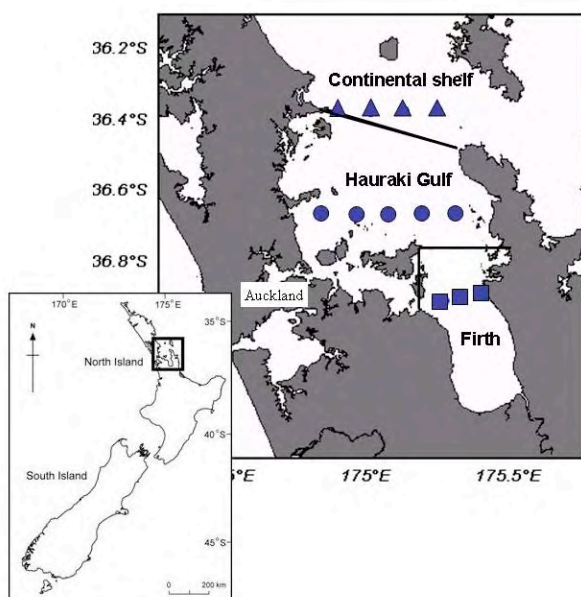 36.2°S
Continental shelf
36.4°S
Hauraki Gulf
36.6°S
36.8°S
Auckland
Firth
170°E
175°E
N
35°S
North Island
40°S
South Island
45°S
0 200 km
175°E
175.5°E